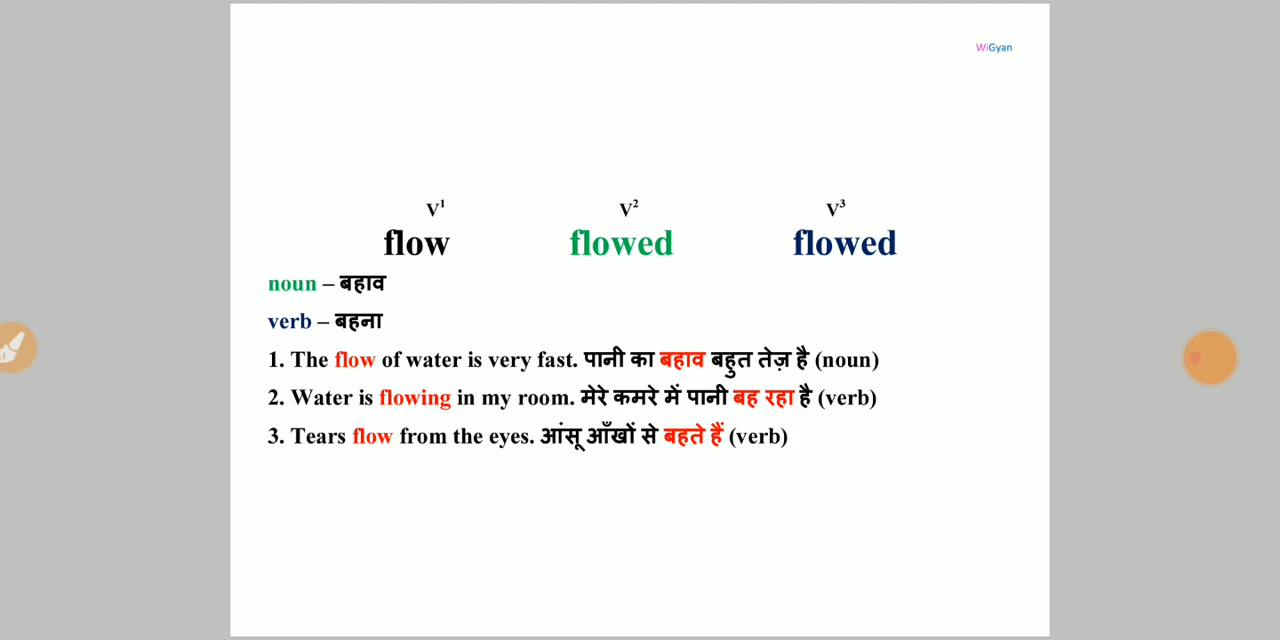 WiGyan
V¹ V² V³
flow flowed flowed
noun – बहाव
verb – बहना
1. The flow of water is very fast. पानी का बहाव बहुत तेज़ है (noun)
2. Water is flowing in my room. मेरे कमरे में पानी बह रहा है (verb)
3. Tears flow from the eyes. आंसू आँखों से बहते हैं (verb)